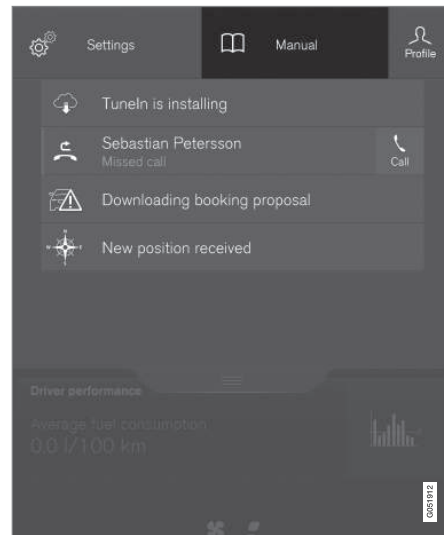 Settings
Manual
Profile
TuneIn is installing
Sebastian Petersson
Missed call
Call
Downloading booking proposal
New position received
Driver performance
Average fuel consumption
0.0 l/100 km
G051912